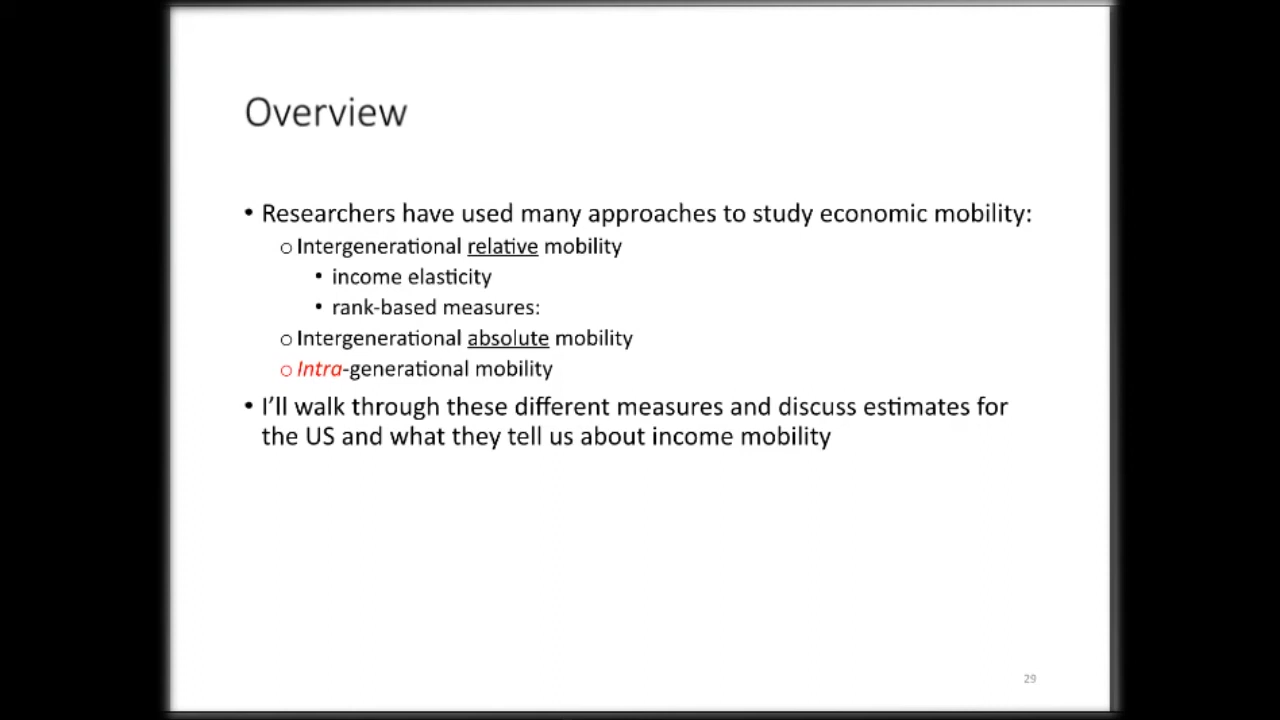 Overview
• Researchers have used many approaches to study economic mobility:
o Intergenerational relative mobility
• income elasticity
• rank-based measures:
o Intergenerational absolute mobility
o Intra-generational mobility
• I’ll walk through these different measures and discuss estimates for
the US and what they tell us about income mobility
29